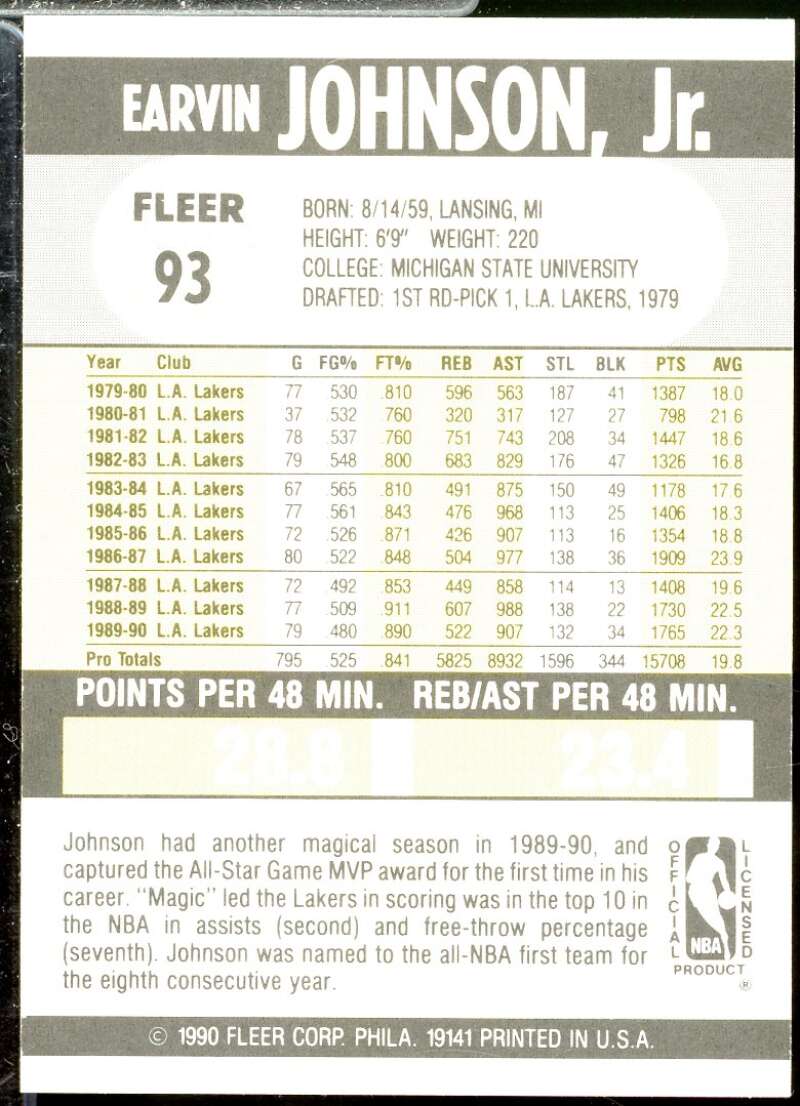 EARVIN JOHNSON, Jr.
FLEER
93
BORN: 8/14/59, LANSING, MI
HEIGHT: 6'9" WEIGHT: 220
COLLEGE: MICHIGAN STATE UNIVERSITY
DRAFTED: 1ST RD-PICK 1, L.A. LAKERS, 1979
Year Club G FG% FT% REB AST STL BLK PTS AVG
1979-80 L.A. Lakers 77 .530 .810 596 563 187 41 1387 18.0
1980-81 L.A. Lakers 37 .532 .760 320 317 127 27 798 21.6
1981-82 L.A. Lakers 78 .537 .760 751 743 208 34 1447 18.6
1982-83 L.A. Lakers 79 .548 .800 683 829 176 47 1326 16.8
1983-84 L.A. Lakers 67 .565 .810 491 875 150 49 1178 17.6
1984-85 L.A. Lakers 77 .561 .843 476 968 113 25 1406 18.3
1985-86 L.A. Lakers 72 .526 .871 426 907 113 16 1354 18.8
1986-87 L.A. Lakers 80 .522 .848 504 977 138 36 1909 23.9
1987-88 L.A. Lakers 72 .492 .853 449 858 114 13 1408 19.6
1988-89 L.A. Lakers 77 .509 .911 607 988 138 22 1730 22.5
1989-90 L.A. Lakers 79 .480 .890 522 907 132 34 1765 22.3
Pro Totals 795 .525 .841 5825 8932 1596 344 15708 19.8
POINTS PER 48 MIN. REB/AST PER 48 MIN.
28.8 23.4
Johnson had another magical season in 1989-90, and
captured the All-Star Game MVP award for the first time in his
career. "Magic" led the Lakers in scoring was in the top 10 in
the NBA in assists (second) and free-throw percentage
(seventh). Johnson was named to the all-NBA first team for
the eighth consecutive year.
OFFICIAL
LICENSED
NBA
PRODUCT
®
© 1990 FLEER CORP. PHILA. 19141 PRINTED IN U.S.A.